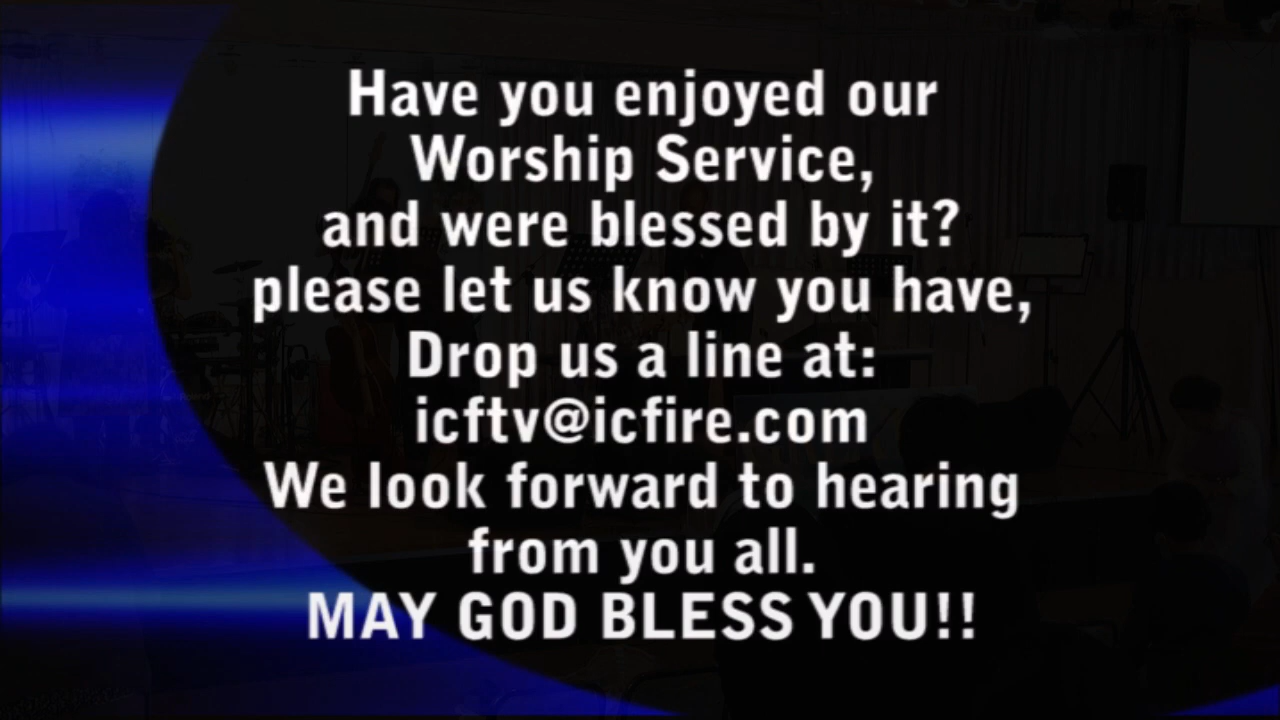 Have you enjoyed our
Worship Service,
and were blessed by it?
please let us know you have,
Drop us a line at:
icftv@icfire.com
We look forward to hearing
from you all.
MAY GOD BLESS YOU!!